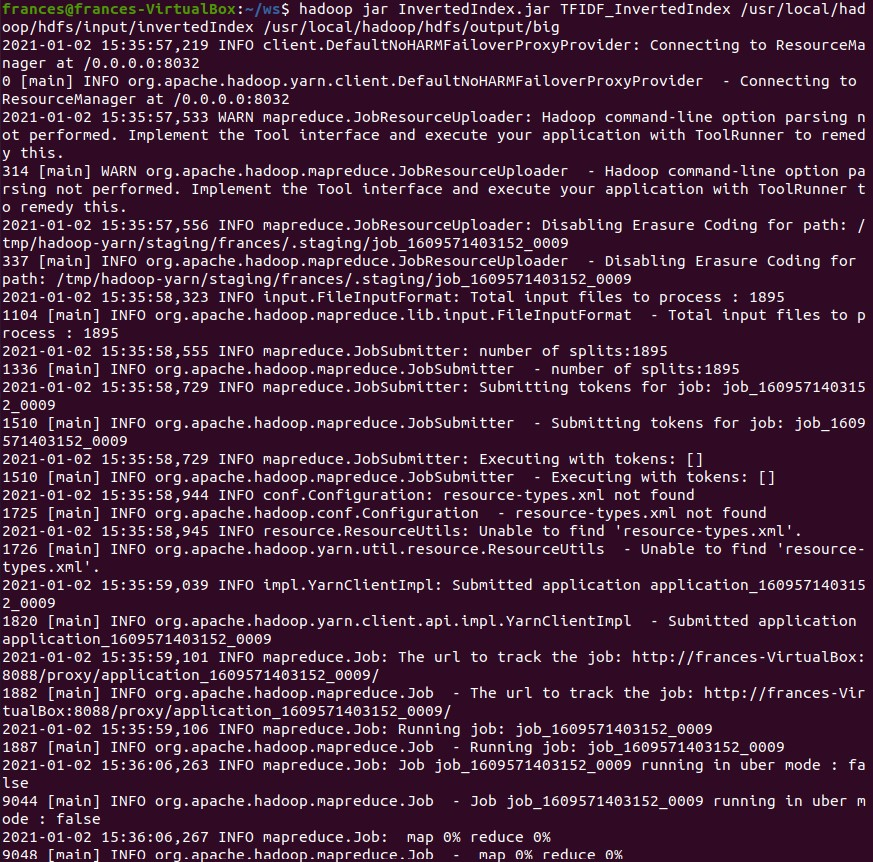 frances@frances-VirtualBox:~/ws$ hadoop jar InvertedIndex.jar TFIDF_InvertedIndex /usr/local/had
oop/hdfs/input/invertedIndex /usr/local/hadoop/hdfs/output/big
2021-01-02 15:35:57,219 INFO client.DefaultNoHARMFailoverProxyProvider: Connecting to ResourceMa
nager at /0.0.0.0:8032
0 [main] INFO org.apache.hadoop.yarn.client.DefaultNoHARMFailoverProxyProvider  - Connecting to 
ResourceManager at /0.0.0.0:8032
2021-01-02 15:35:57,533 WARN mapreduce.JobResourceUploader: Hadoop command-line option parsing n
ot performed. Implement the Tool interface and execute your application with ToolRunner to remed
y this.
314 [main] WARN org.apache.hadoop.mapreduce.JobResourceUploader  - Hadoop command-line option pa
rsing not performed. Implement the Tool interface and execute your application with ToolRunner t
o remedy this.
2021-01-02 15:35:57,556 INFO mapreduce.JobResourceUploader: Disabling Erasure Coding for path: /
tmp/hadoop-yarn/staging/frances/.staging/job_1609571403152_0009
337 [main] INFO org.apache.hadoop.mapreduce.JobResourceUploader  - Disabling Erasure Coding for 
path: /tmp/hadoop-yarn/staging/frances/.staging/job_1609571403152_0009
2021-01-02 15:35:58,323 INFO input.FileInputFormat: Total input files to process : 1895
1104 [main] INFO org.apache.hadoop.mapreduce.lib.input.FileInputFormat  - Total input files to p
rocess : 1895
2021-01-02 15:35:58,555 INFO mapreduce.JobSubmitter: number of splits:1895
1336 [main] INFO org.apache.hadoop.mapreduce.JobSubmitter  - number of splits:1895
2021-01-02 15:35:58,729 INFO mapreduce.JobSubmitter: Submitting tokens for job: job_160957140315
2_0009
1510 [main] INFO org.apache.hadoop.mapreduce.JobSubmitter  - Submitting tokens for job: job_1609
571403152_0009
2021-01-02 15:35:58,729 INFO mapreduce.JobSubmitter: Executing with tokens: []
1510 [main] INFO org.apache.hadoop.mapreduce.JobSubmitter  - Executing with tokens: []
2021-01-02 15:35:58,944 INFO conf.Configuration: resource-types.xml not found
1725 [main] INFO org.apache.hadoop.conf.Configuration  - resource-types.xml not found
2021-01-02 15:35:58,945 INFO resource.ResourceUtils: Unable to find 'resource-types.xml'.
1726 [main] INFO org.apache.hadoop.yarn.util.resource.ResourceUtils  - Unable to find 'resource-
types.xml'.
2021-01-02 15:35:59,039 INFO impl.YarnClientImpl: Submitted application application_160957140315
2_0009
1820 [main] INFO org.apache.hadoop.yarn.client.api.impl.YarnClientImpl  - Submitted application 
application_1609571403152_0009
2021-01-02 15:35:59,101 INFO mapreduce.Job: The url to track the job: http://frances-VirtualBox:
8088/proxy/application_1609571403152_0009/
1882 [main] INFO org.apache.hadoop.mapreduce.Job  - The url to track the job: http://frances-Vir
tualBox:8088/proxy/application_1609571403152_0009/
2021-01-02 15:35:59,106 INFO mapreduce.Job: Running job: job_1609571403152_0009
1887 [main] INFO org.apache.hadoop.mapreduce.Job  - Running job: job_1609571403152_0009
2021-01-02 15:36:06,263 INFO mapreduce.Job: Job job_1609571403152_0009 running in uber mode : fa
lse
9044 [main] INFO org.apache.hadoop.mapreduce.Job  - Job job_1609571403152_0009 running in uber m
ode : false
2021-01-02 15:36:06,267 INFO mapreduce.Job:  map 0% reduce 0%
9048 [main] INFO org.apache.hadoop.mapreduce.Job  -  map 0% reduce 0%